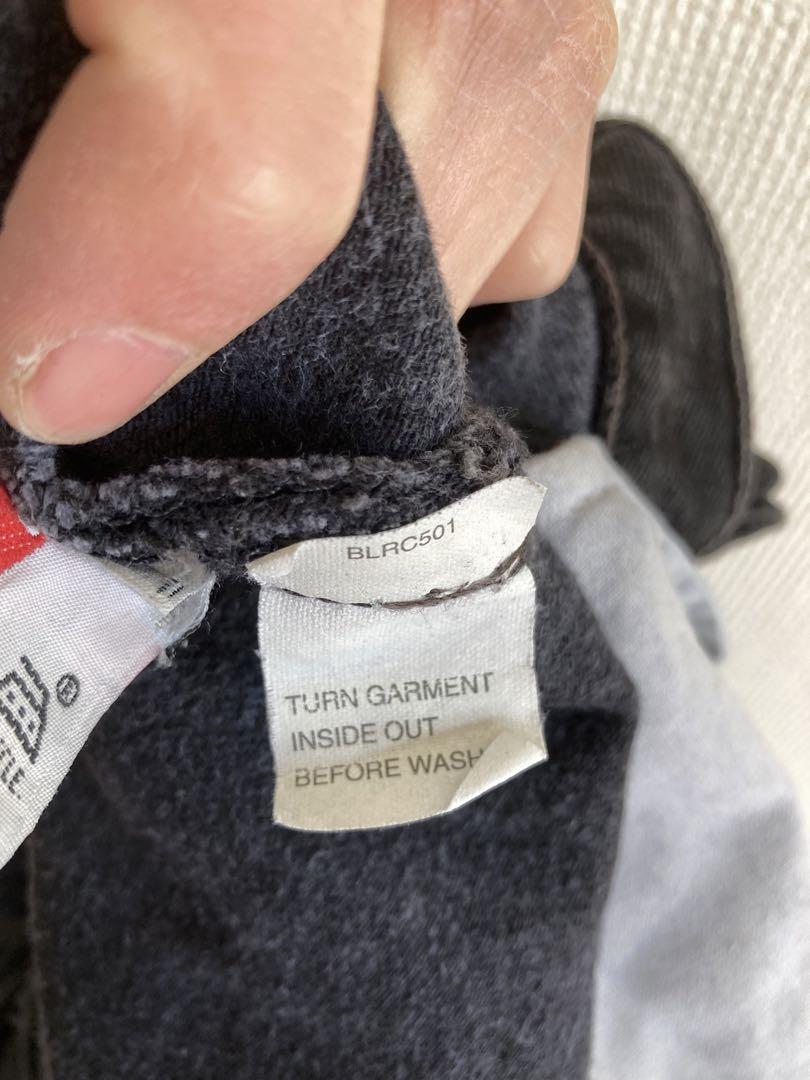 BLRC501
TURN GARMENT
INSIDE OUT
BEFORE WASH
®